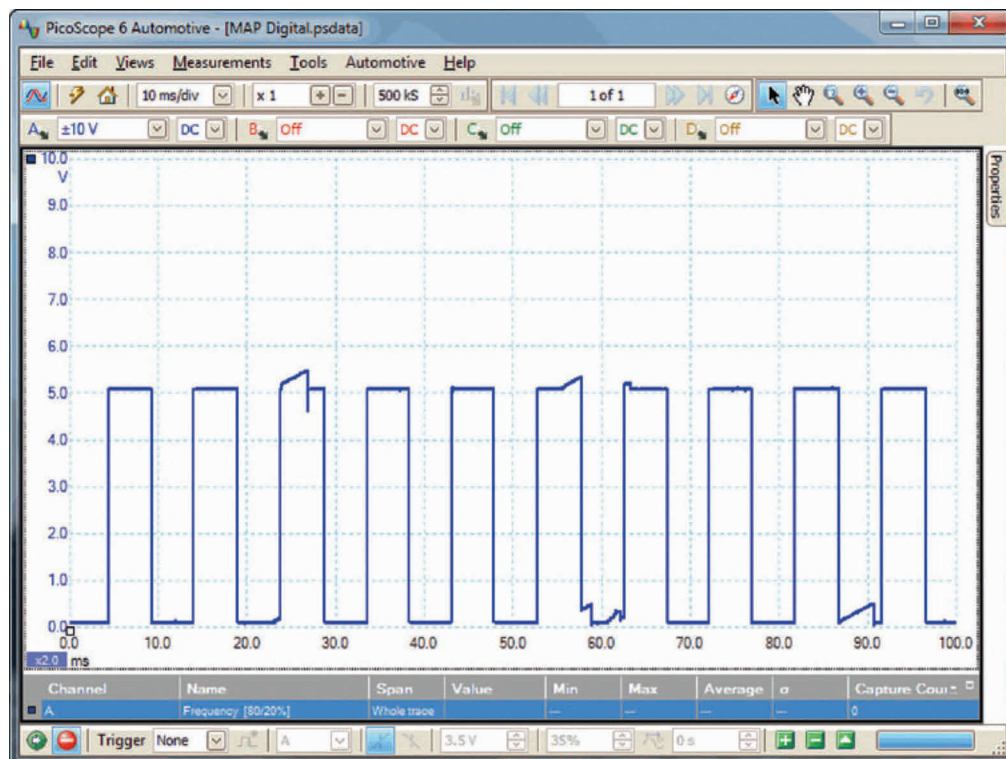 PicoScope 6 Automotive - [MAP Digital.psdata]
File Edit Views Measurements Tools Automotive Help
10 ms/div x 1 500 kS 1 of 1
A ±10 V DC B Off DC C Off DC D Off DC
Properties
10.0
V
9.0
8.0
7.0
6.0
5.0
4.0
3.0
2.0
1.0
0.0
0.0 10.0 20.0 30.0 40.0 50.0 60.0 70.0 80.0 90.0 100.0
x2.0 ms
Channel Name Span Value Min Max Average σ
A Frequency [80/20%] Whole trace --- --- --- --- 0
Trigger None A 3.5 V 35% 0 s